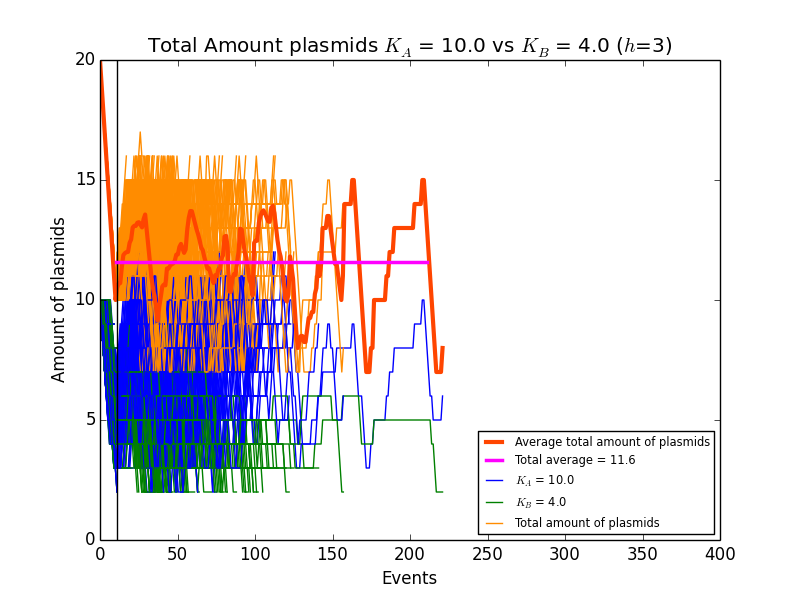 Total Amount plasmids K_A = 10.0 vs K_B = 4.0 (h=3)
20
15
10
5
0
Amount of plasmids
Average total amount of plasmids
Total average = 11.6
K_A = 10.0
K_B = 4.0
Total amount of plasmids
0 50 100 150 200 250 300 350 400
Events